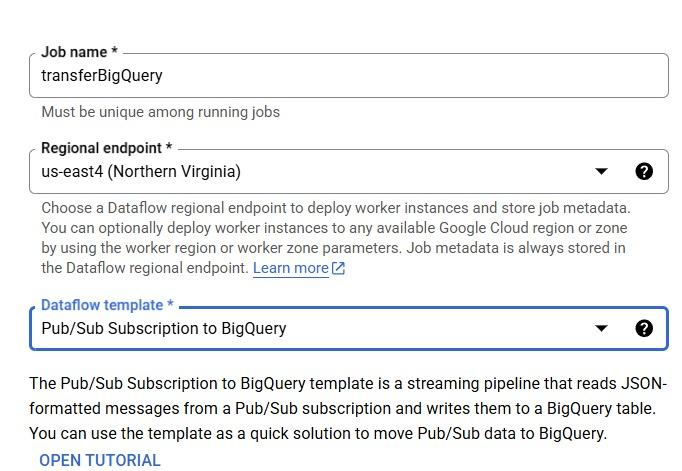 Job name *
transferBigQuery
Must be unique among running jobs
Regional endpoint *
us-east4 (Northern Virginia)
Choose a Dataflow regional endpoint to deploy worker instances and store job metadata.
You can optionally deploy worker instances to any available Google Cloud region or zone
by using the worker region or worker zone parameters. Job metadata is always stored in
the Dataflow regional endpoint. Learn more
Dataflow template *
Pub/Sub Subscription to BigQuery
The Pub/Sub Subscription to BigQuery template is a streaming pipeline that reads JSON-
formatted messages from a Pub/Sub subscription and writes them to a BigQuery table.
You can use the template as a quick solution to move Pub/Sub data to BigQuery.
OPEN TUTORIAL